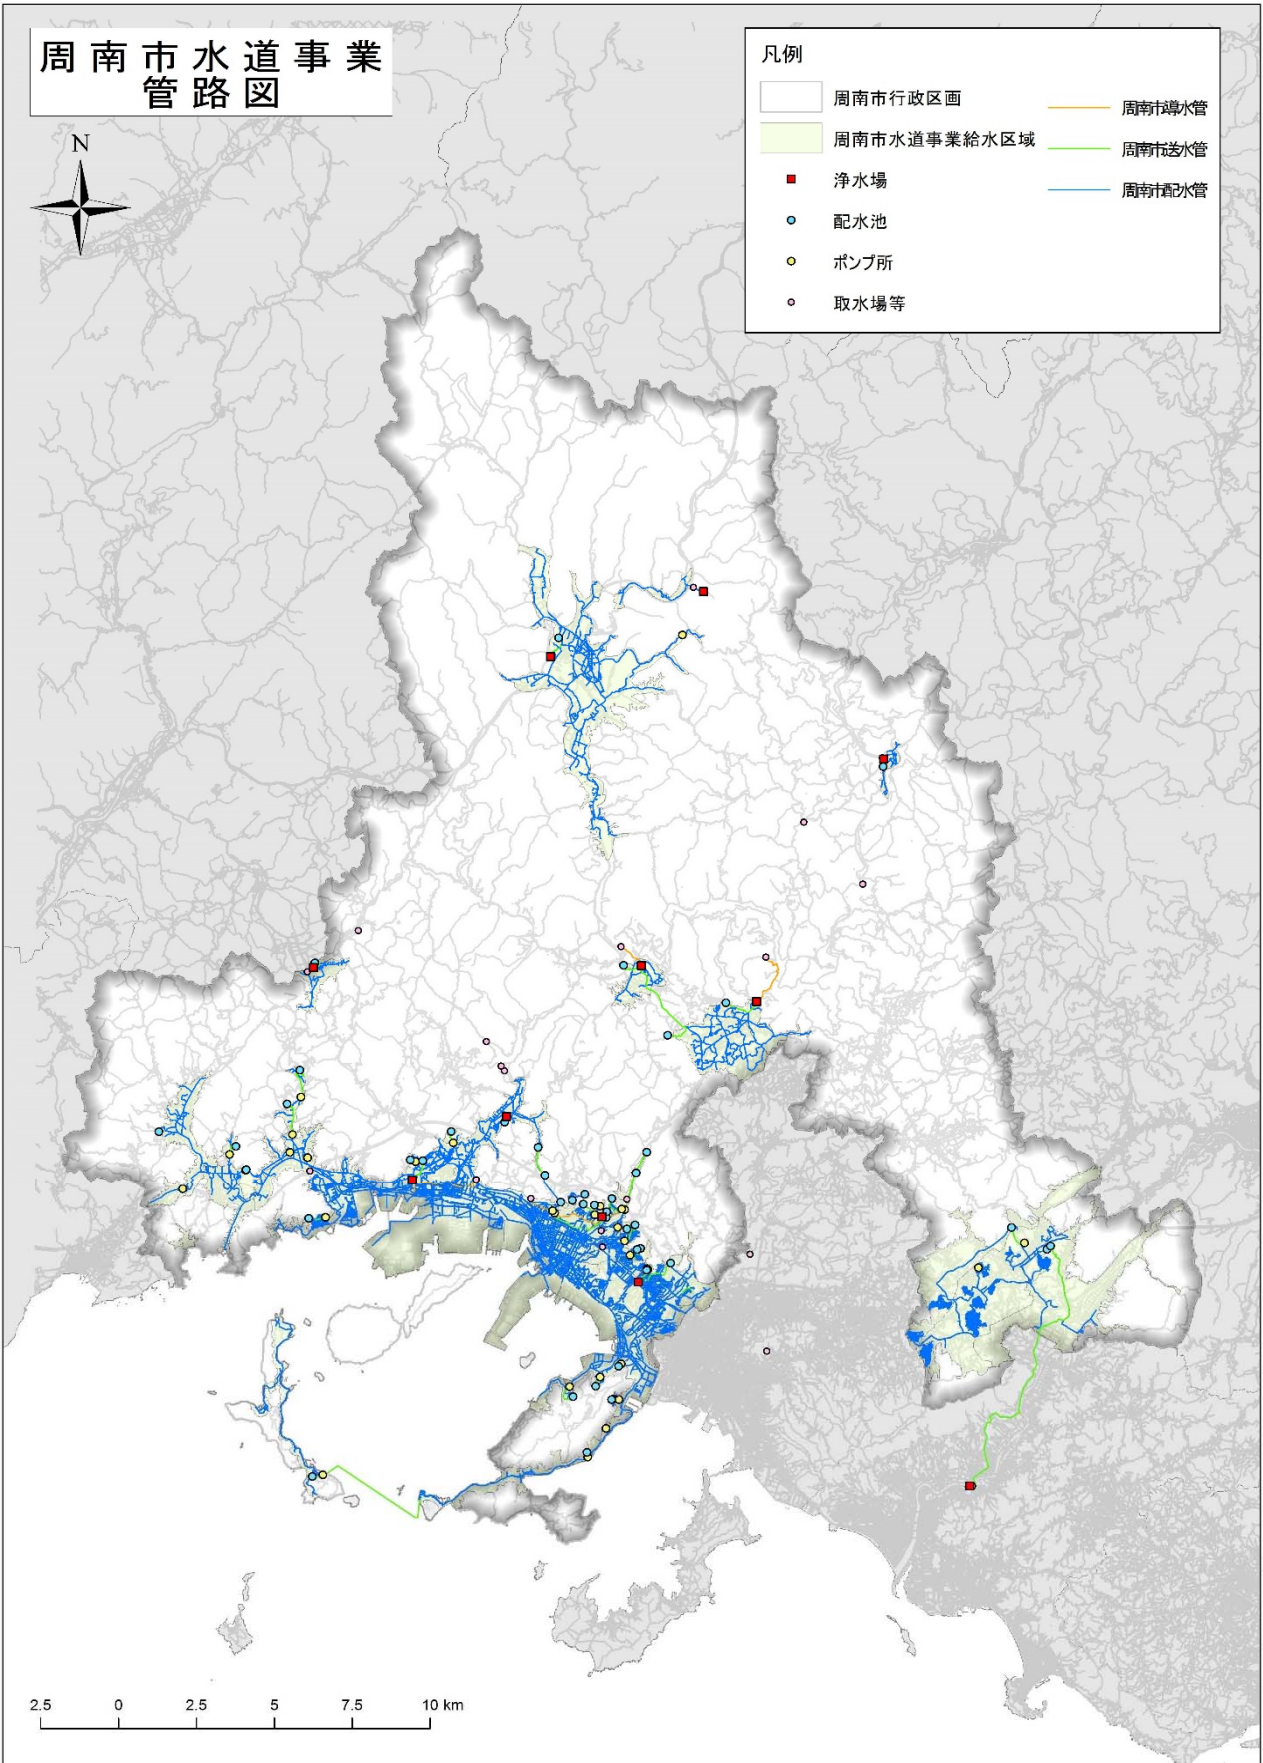 周南市水道事業
管路図
N
凡例
周南市行政区画
周南市水道事業給水区域
浄水場
配水池
ポンプ所
取水場等
周南市導水管
周南市送水管
周南市配水管
2.5 0 2.5 5 7.5 10 km